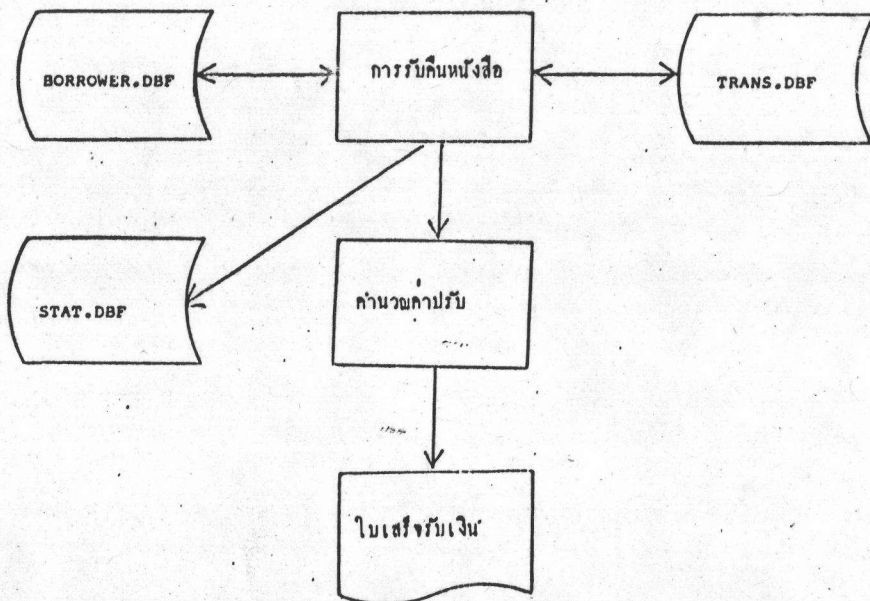 BORROWER.DBF
การรับคืนหนังสือ
TRANS.DBF
STAT.DBF
คำนวณค่าปรับ
ใบเสร็จรับเงิน